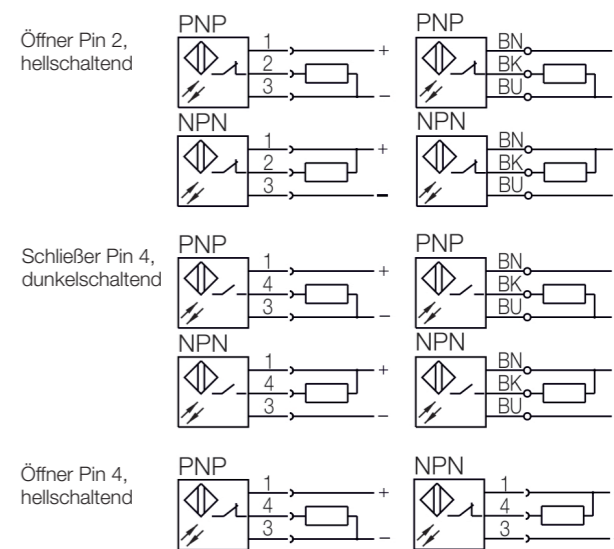 Öffner Pin 2,
hellschaltend
PNP
1
+
2
3
–
PNP
BN
BK
BU
NPN
1
+
2
3
–
NPN
BN
BK
BU
Schließer Pin 4,
dunkelschaltend
PNP
1
+
4
3
–
PNP
BN
BK
BU
NPN
1
+
4
3
–
NPN
BN
BK
BU
Öffner Pin 4,
hellschaltend
PNP
1
+
4
3
–
NPN
1
4
3